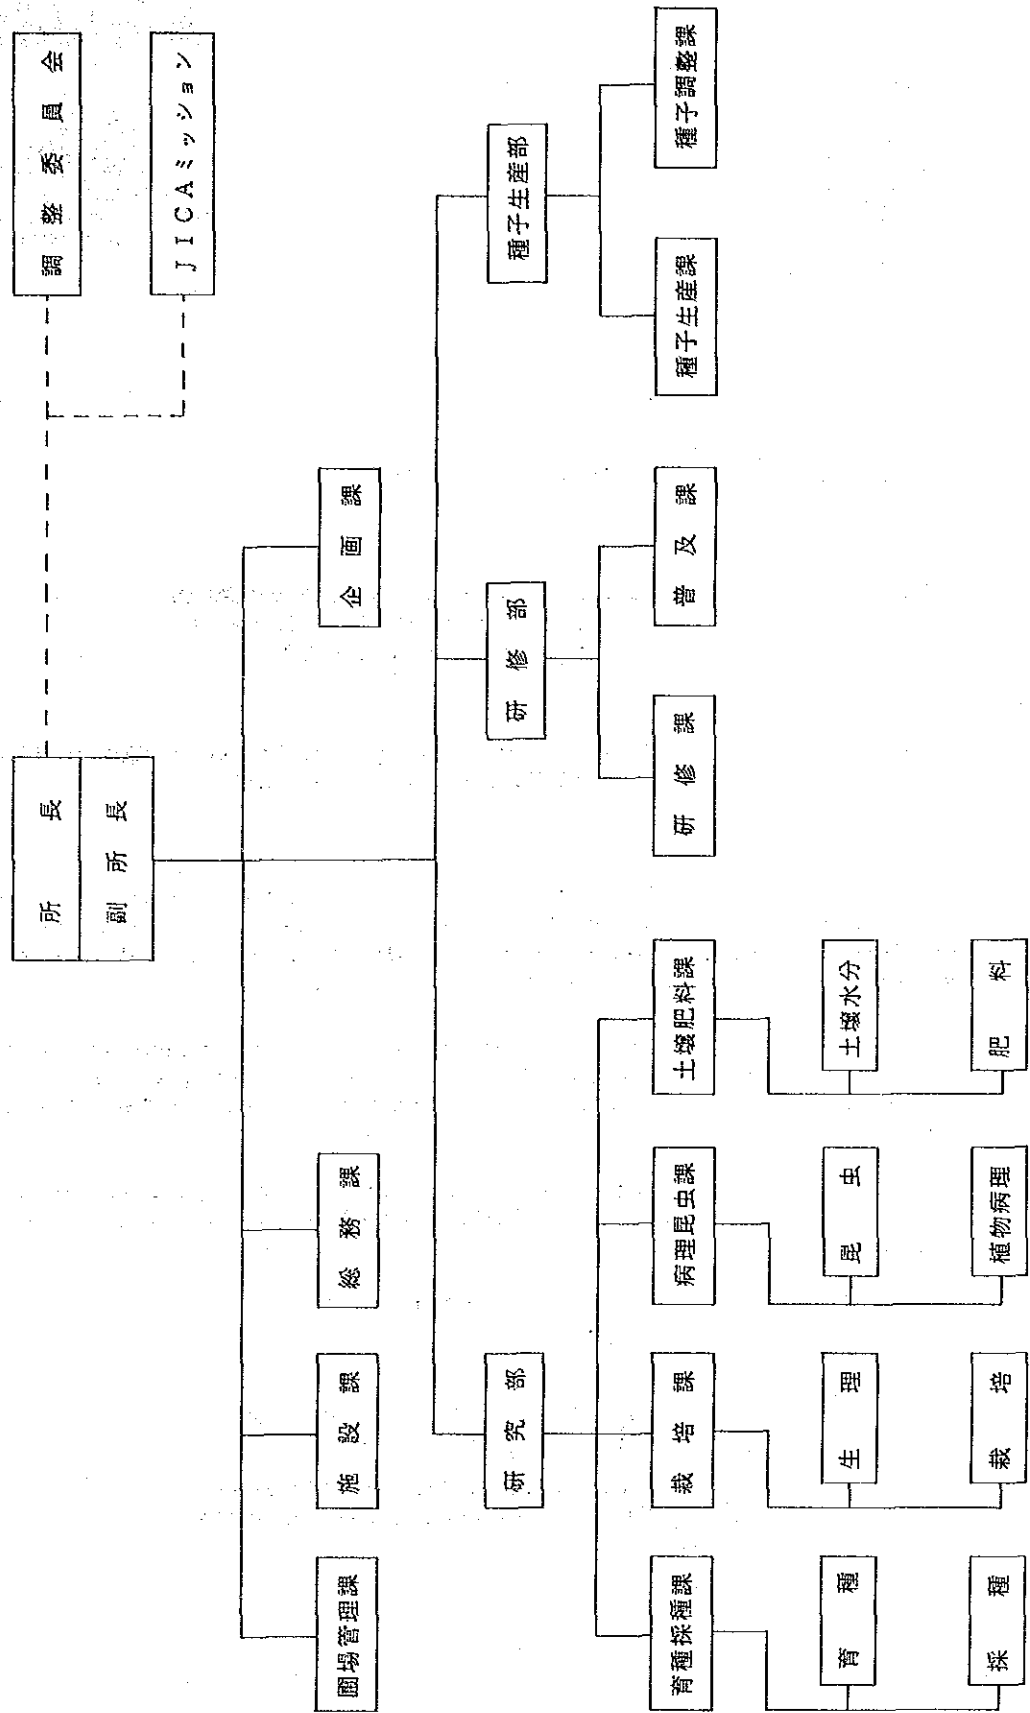 調整委員会
JICAミッション
所長
副所長
圃場管理課
施設課
総務課
企画課
研究部
研修部
種子生産部
育種採種課
栽培課
病理昆虫課
土壌肥料課
研修課
普及課
種子生産課
種子調整課
育種
生理
昆虫
土壌水分
採種
栽培
植物病理
肥料